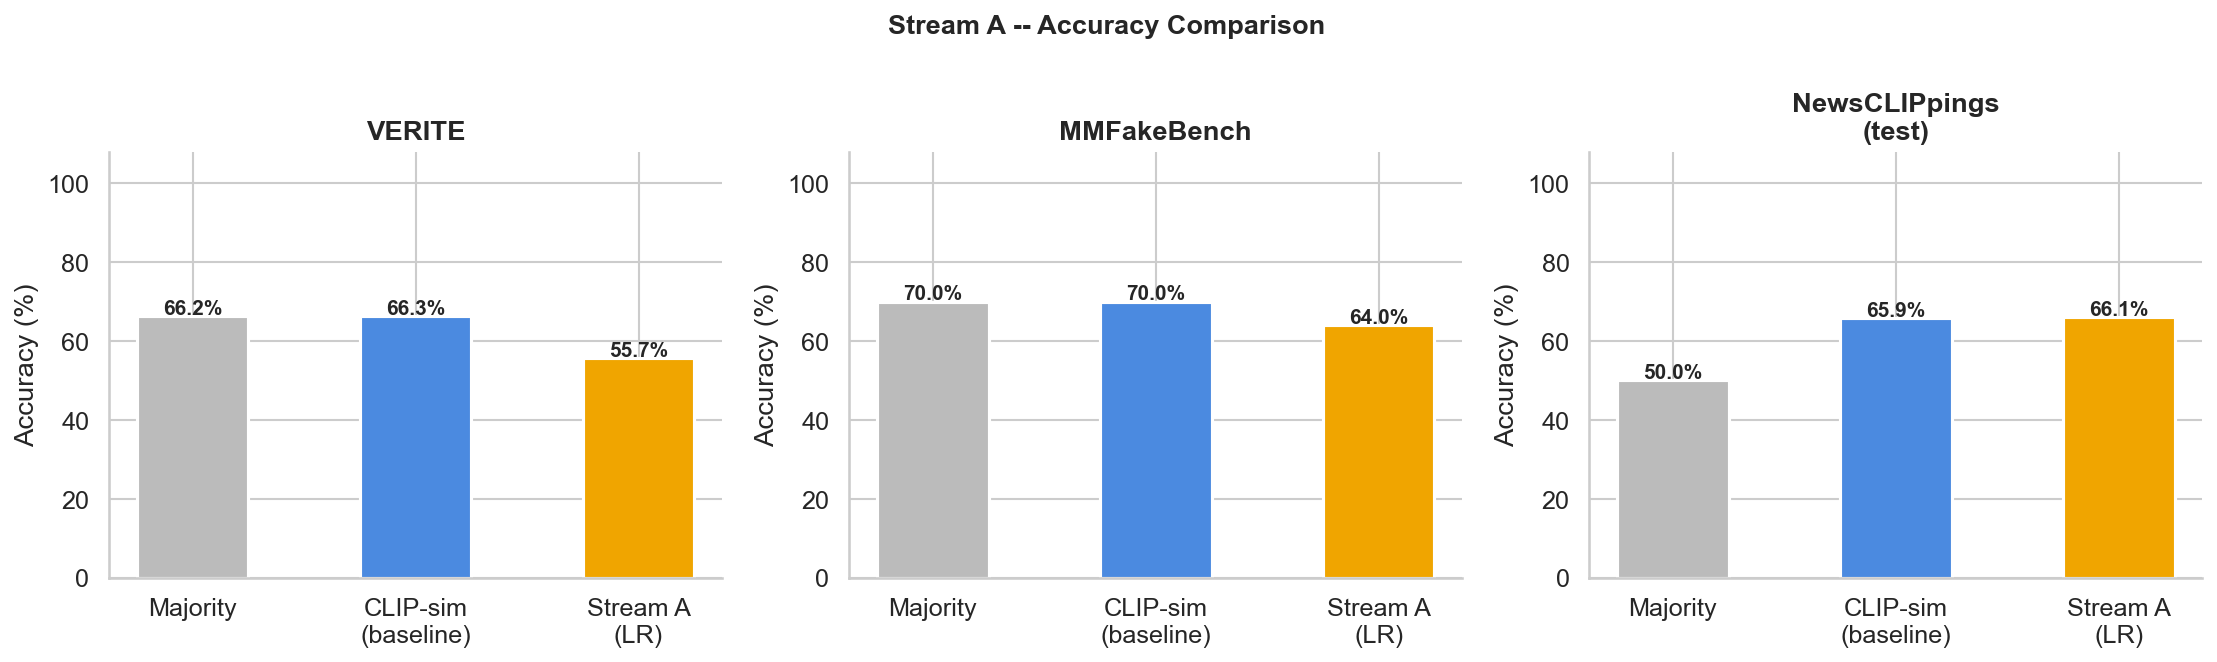 Stream A -- Accuracy Comparison
VERITE
Accuracy (%)
100
80
60
40
20
0
66.2%
66.3%
55.7%
Majority
CLIP-sim
(baseline)
Stream A
(LR)
MMFakeBench
Accuracy (%)
100
80
60
40
20
0
70.0%
70.0%
64.0%
Majority
CLIP-sim
(baseline)
Stream A
(LR)
NewsCLIPpings
(test)
Accuracy (%)
100
80
60
40
20
0
50.0%
65.9%
66.1%
Majority
CLIP-sim
(baseline)
Stream A
(LR)